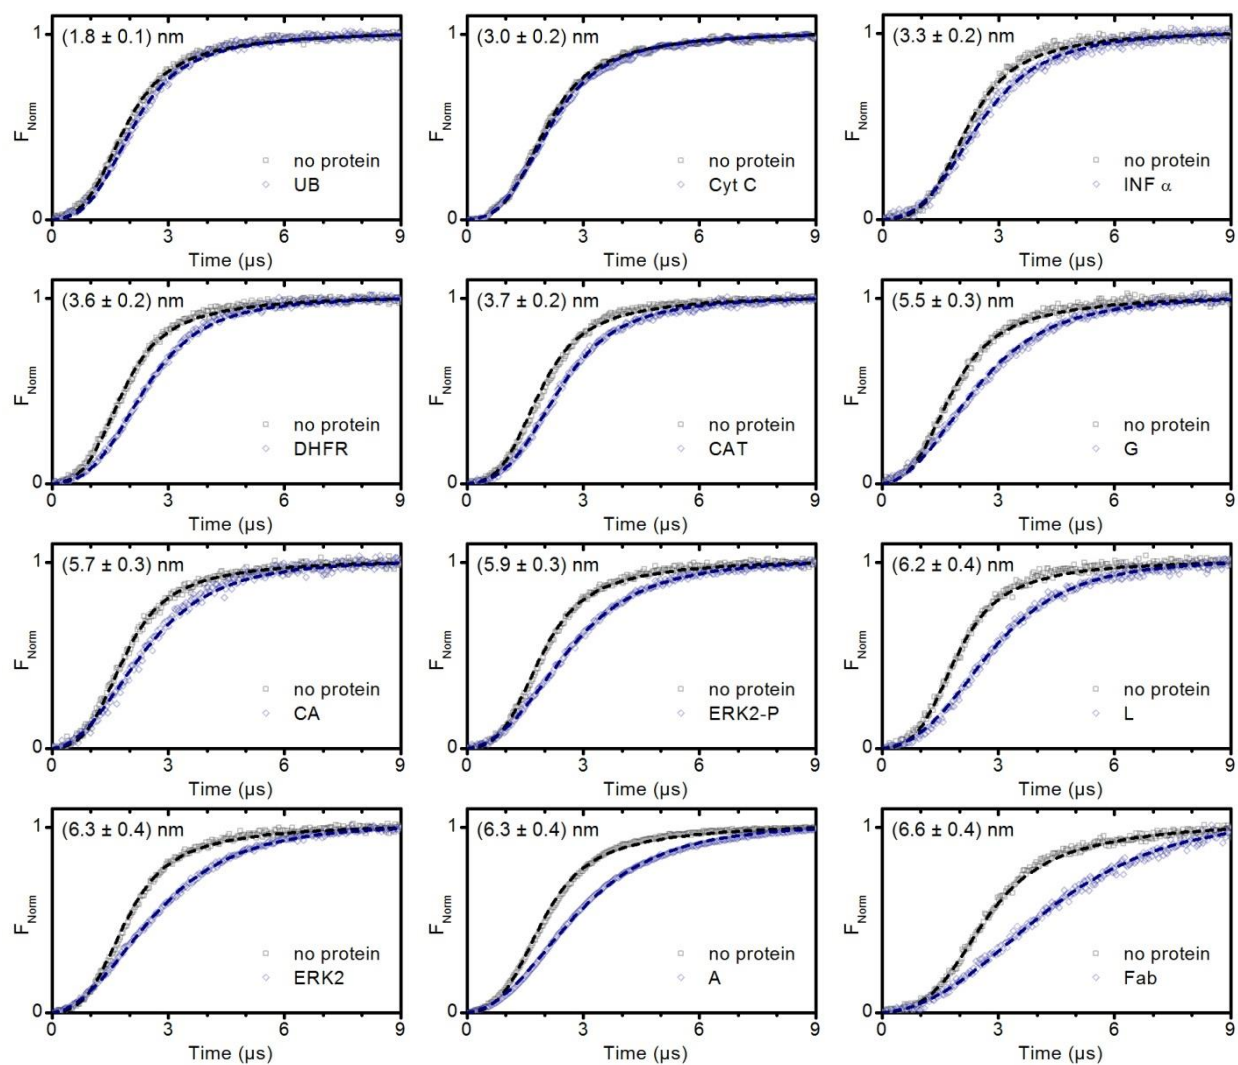 (1.8 ± 0.1) nm
1
F_Norm
no protein
UB
0
0 3 6 9
Time (µs)
(3.0 ± 0.2) nm
1
F_Norm
no protein
Cyt C
0
0 3 6 9
Time (µs)
(3.3 ± 0.2) nm
1
F_Norm
no protein
INF α
0
0 3 6 9
Time (µs)
(3.6 ± 0.2) nm
1
F_Norm
no protein
DHFR
0
0 3 6 9
Time (µs)
(3.7 ± 0.2) nm
1
F_Norm
no protein
CAT
0
0 3 6 9
Time (µs)
(5.5 ± 0.3) nm
1
F_Norm
no protein
G
0
0 3 6 9
Time (µs)
(5.7 ± 0.3) nm
1
F_Norm
no protein
CA
0
0 3 6 9
Time (µs)
(5.9 ± 0.3) nm
1
F_Norm
no protein
ERK2-P
0
0 3 6 9
Time (µs)
(6.2 ± 0.4) nm
1
F_Norm
no protein
L
0
0 3 6 9
Time (µs)
(6.3 ± 0.4) nm
1
F_Norm
no protein
ERK2
0
0 3 6 9
Time (µs)
(6.3 ± 0.4) nm
1
F_Norm
no protein
A
0
0 3 6 9
Time (µs)
(6.6 ± 0.4) nm
1
F_Norm
no protein
Fab
0
0 3 6 9
Time (µs)